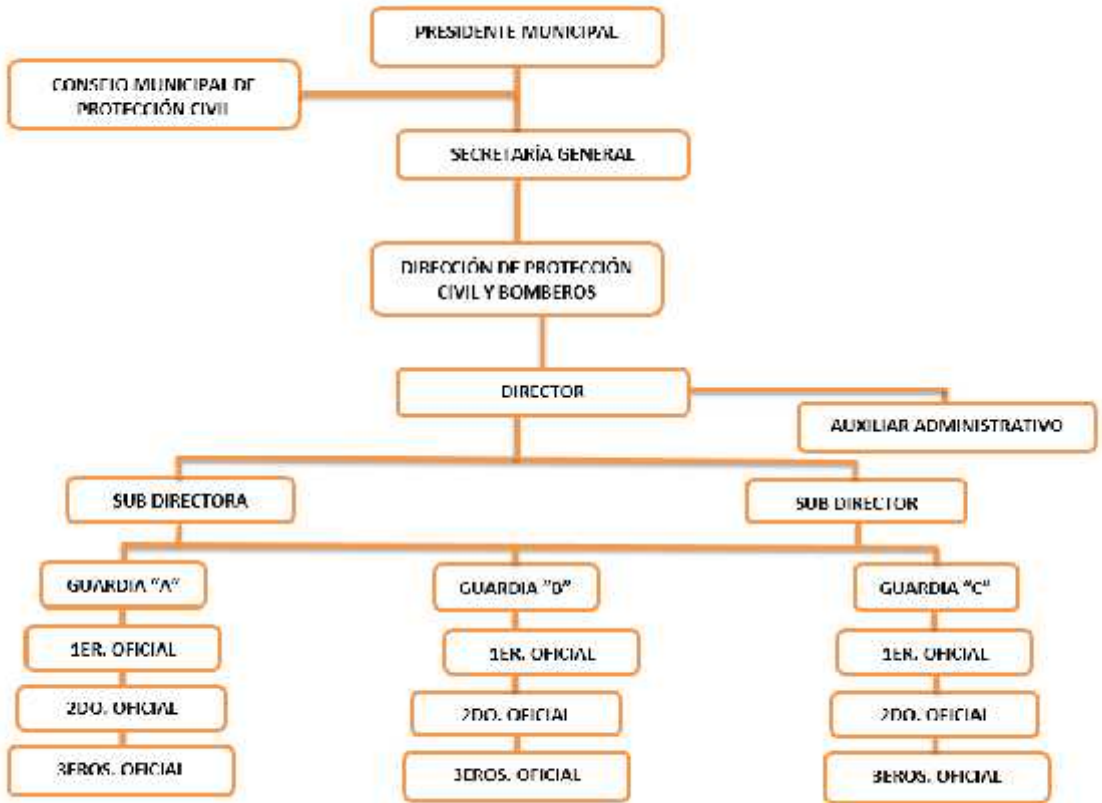 PRESIDENTE MUNICIPAL
CONSEJO MUNICIPAL DE
PROTECCIÓN CIVIL
SECRETARÍA GENERAL
DIRECCIÓN DE PROTECCIÓN
CIVIL Y BOMBEROS
DIRECTOR
AUXILIAR ADMINISTRATIVO
SUB DIRECTORA
SUB DIRECTOR
GUARDIA "A"
GUARDIA "B"
GUARDIA "C"
1ER. OFICIAL
1ER. OFICIAL
1ER. OFICIAL
2DO. OFICIAL
2DO. OFICIAL
2DO. OFICIAL
3EROS. OFICIAL
3EROS. OFICIAL
3EROS. OFICIAL